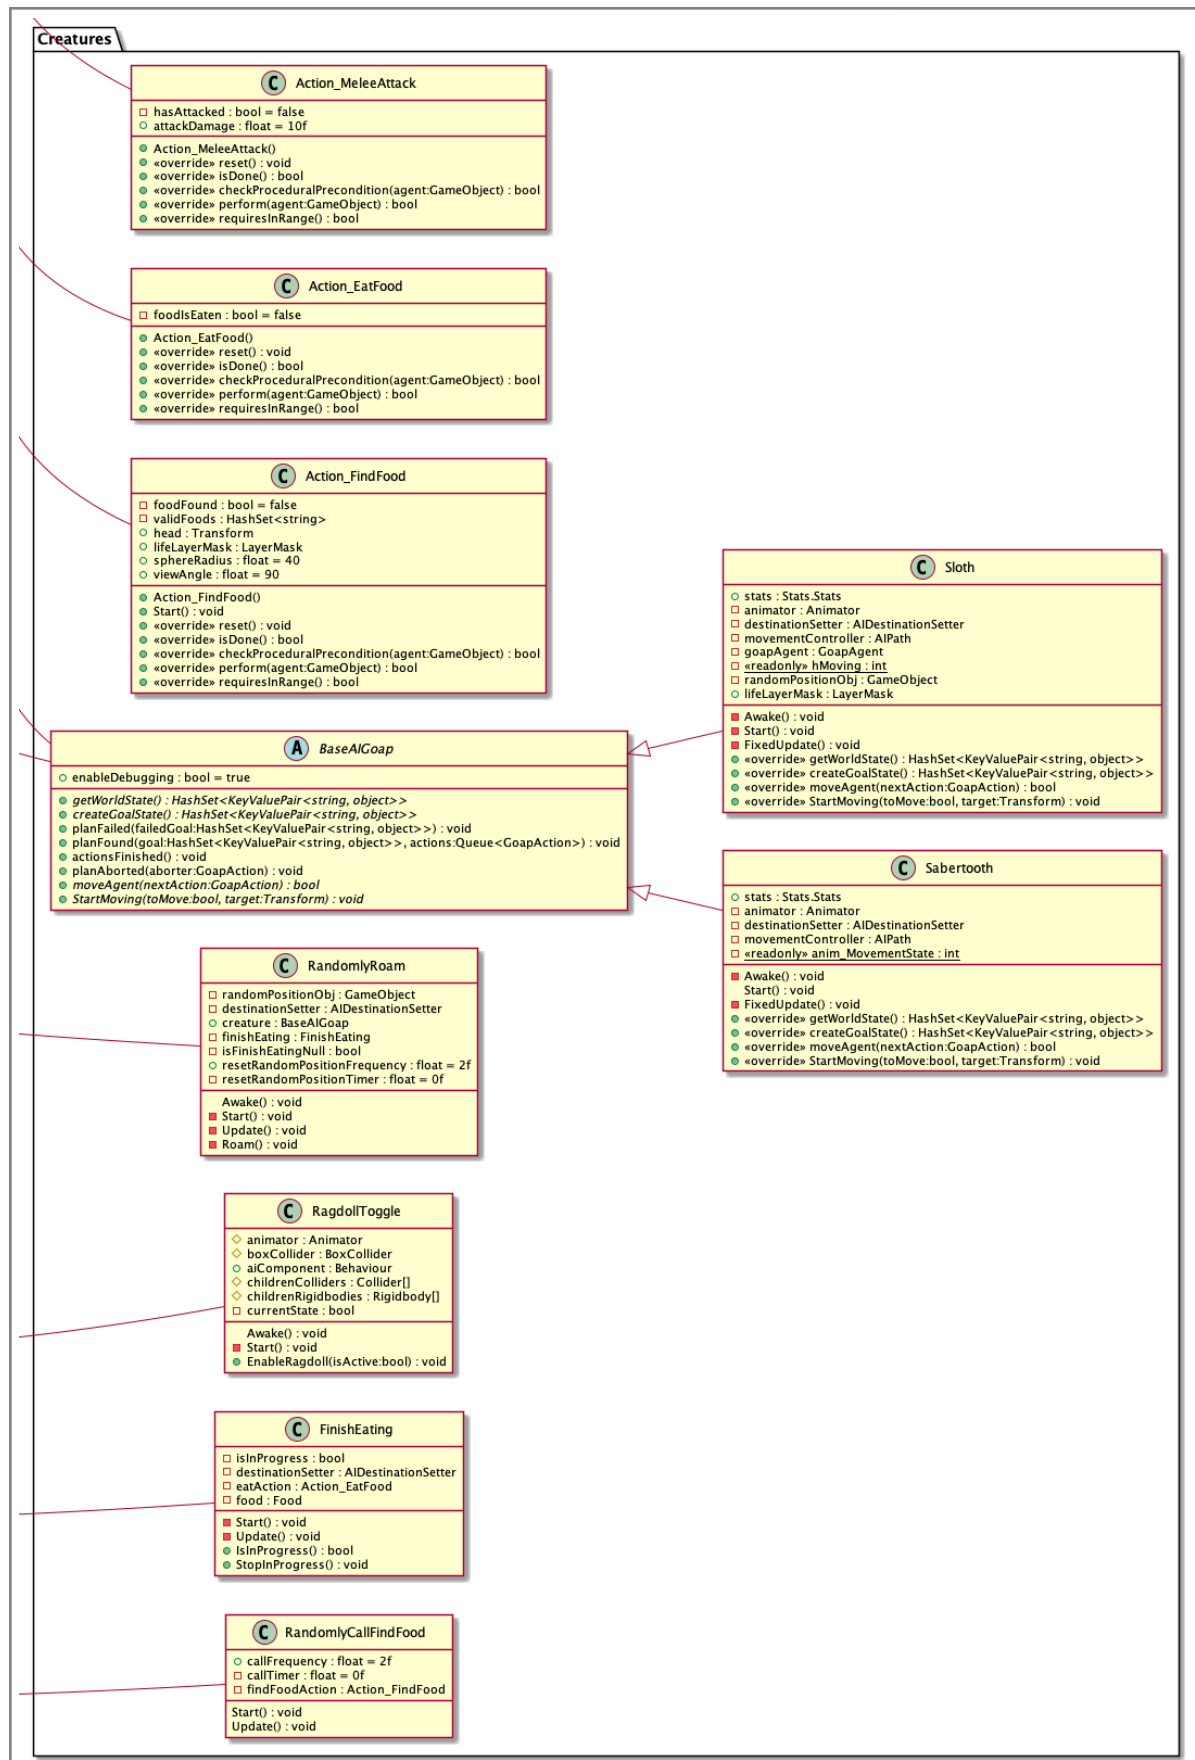 Creatures
C Action_MeleeAttack
hasAttacked : bool = false
attackDamage : float = 10f
Action_MeleeAttack()
«override» reset() : void
«override» isDone() : bool
«override» checkProceduralPrecondition(agent:GameObject) : bool
«override» perform(agent:GameObject) : bool
«override» requiresInRange() : bool
C Action_EatFood
foodIsEaten : bool = false
Action_EatFood()
«override» reset() : void
«override» isDone() : bool
«override» checkProceduralPrecondition(agent:GameObject) : bool
«override» perform(agent:GameObject) : bool
«override» requiresInRange() : bool
C Action_FindFood
foodFound : bool = false
validFoods : HashSet<string>
head : Transform
lifeLayerMask : LayerMask
sphereRadius : float = 40
viewAngle : float = 90
Action_FindFood()
Start() : void
«override» reset() : void
«override» isDone() : bool
«override» checkProceduralPrecondition(agent:GameObject) : bool
«override» perform(agent:GameObject) : bool
«override» requiresInRange() : bool
A BaseAIGoap
enableDebugging : bool = true
getWorldState() : HashSet<KeyValuePair<string, object>>
createGoalState() : HashSet<KeyValuePair<string, object>>
planFailed(failedGoal:HashSet<KeyValuePair<string, object>>) : void
planFound(goal:HashSet<KeyValuePair<string, object>>, actions:Queue<GoapAction>) : void
actionsFinished() : void
planAborted(aborter:GoapAction) : void
moveAgent(nextAction:GoapAction) : bool
StartMoving(toMove:bool, target:Transform) : void
C Sloth
stats : Stats.Stats
animator : Animator
destinationSetter : AIDestinationSetter
movementController : AIPath
goapAgent : GoapAgent
«readonly» hMoving : int
randomPositionObj : GameObject
lifeLayerMask : LayerMask
Awake() : void
Start() : void
FixedUpdate() : void
«override» getWorldState() : HashSet<KeyValuePair<string, object>>
«override» createGoalState() : HashSet<KeyValuePair<string, object>>
«override» moveAgent(nextAction:GoapAction) : bool
«override» StartMoving(toMove:bool, target:Transform) : void
C Sabertooth
stats : Stats.Stats
animator : Animator
destinationSetter : AIDestinationSetter
movementController : AIPath
«readonly» anim_MovementState : int
Awake() : void
Start() : void
FixedUpdate() : void
«override» getWorldState() : HashSet<KeyValuePair<string, object>>
«override» createGoalState() : HashSet<KeyValuePair<string, object>>
«override» moveAgent(nextAction:GoapAction) : bool
«override» StartMoving(toMove:bool, target:Transform) : void
C RandomlyRoam
randomPositionObj : GameObject
destinationSetter : AIDestinationSetter
creature : BaseAIGoap
finishEating : FinishEating
isFinishEatingNull : bool
resetRandomPositionFrequency : float = 2f
resetRandomPositionTimer : float = 0f
Awake() : void
Start() : void
Update() : void
Roam() : void
C RagdollToggle
animator : Animator
boxCollider : BoxCollider
aiComponent : Behaviour
childrenColliders : Collider[]
childrenRigidbodies : Rigidbody[]
currentState : bool
Awake() : void
Start() : void
EnableRagdoll(isActive:bool) : void
C FinishEating
isInProgress : bool
destinationSetter : AIDestinationSetter
eatAction : Action_EatFood
food : Food
Start() : void
Update() : void
IsInProgress() : bool
StopInProgress() : void
C RandomlyCallFindFood
callFrequency : float = 2f
callTimer : float = 0f
findFoodAction : Action_FindFood
Start() : void
Update() : void